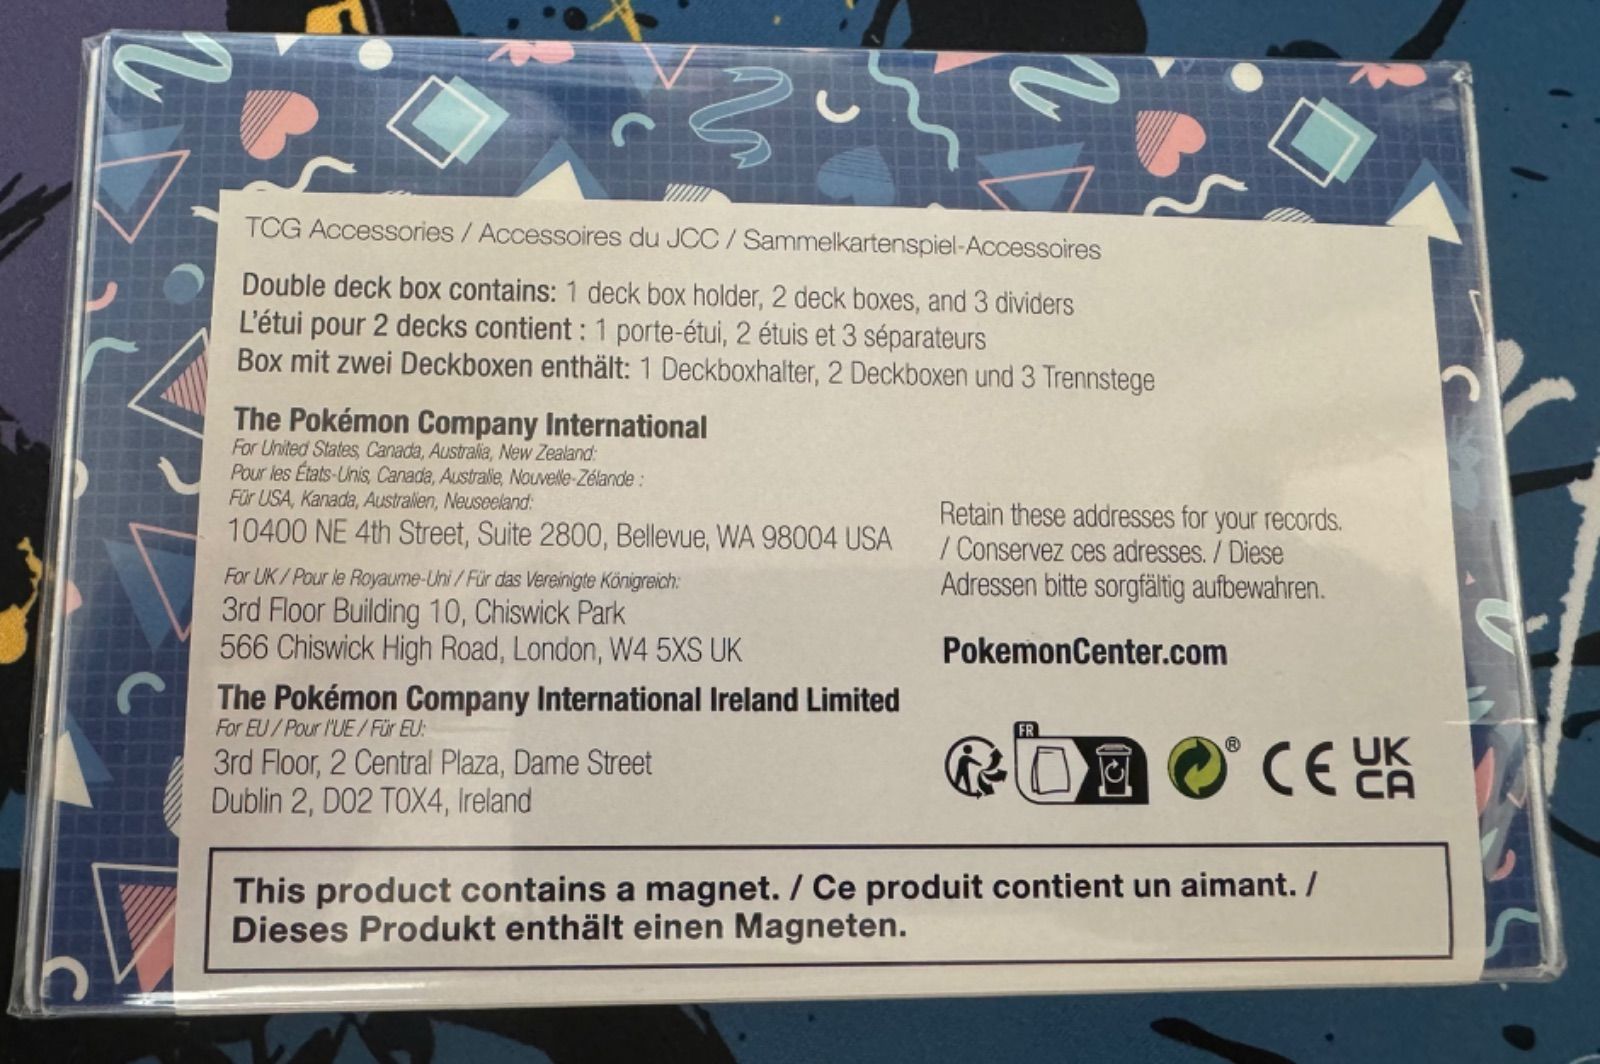 TCG Accessories / Accessoires du JCC / Sammelkartenspiel-Accessoires
Double deck box contains: 1 deck box holder, 2 deck boxes, and 3 dividers
L'étui pour 2 decks contient : 1 porte-étui, 2 étuis et 3 séparateurs
Box mit zwei Deckboxen enthält: 1 Deckboxhalter, 2 Deckboxen und 3 Trennstege
The Pokémon Company International
For United States, Canada, Australia, New Zealand:
Pour les États-Unis, Canada, Australie, Nouvelle-Zélande :
Für USA, Kanada, Australien, Neuseeland:
10400 NE 4th Street, Suite 2800, Bellevue, WA 98004 USA
For UK / Pour le Royaume-Uni / Für das Vereinigte Königreich:
3rd Floor Building 10, Chiswick Park
566 Chiswick High Road, London, W4 5XS UK
The Pokémon Company International Ireland Limited
For EU / Pour l'UE / Für EU:
3rd Floor, 2 Central Plaza, Dame Street
Dublin 2, D02 T0X4, Ireland
Retain these addresses for your records.
/ Conservez ces adresses. / Diese
Adressen bitte sorgfältig aufbewahren.
PokemonCenter.com
FR
® CE UK
CA
This product contains a magnet. / Ce produit contient un aimant. /
Dieses Produkt enthält einen Magneten.